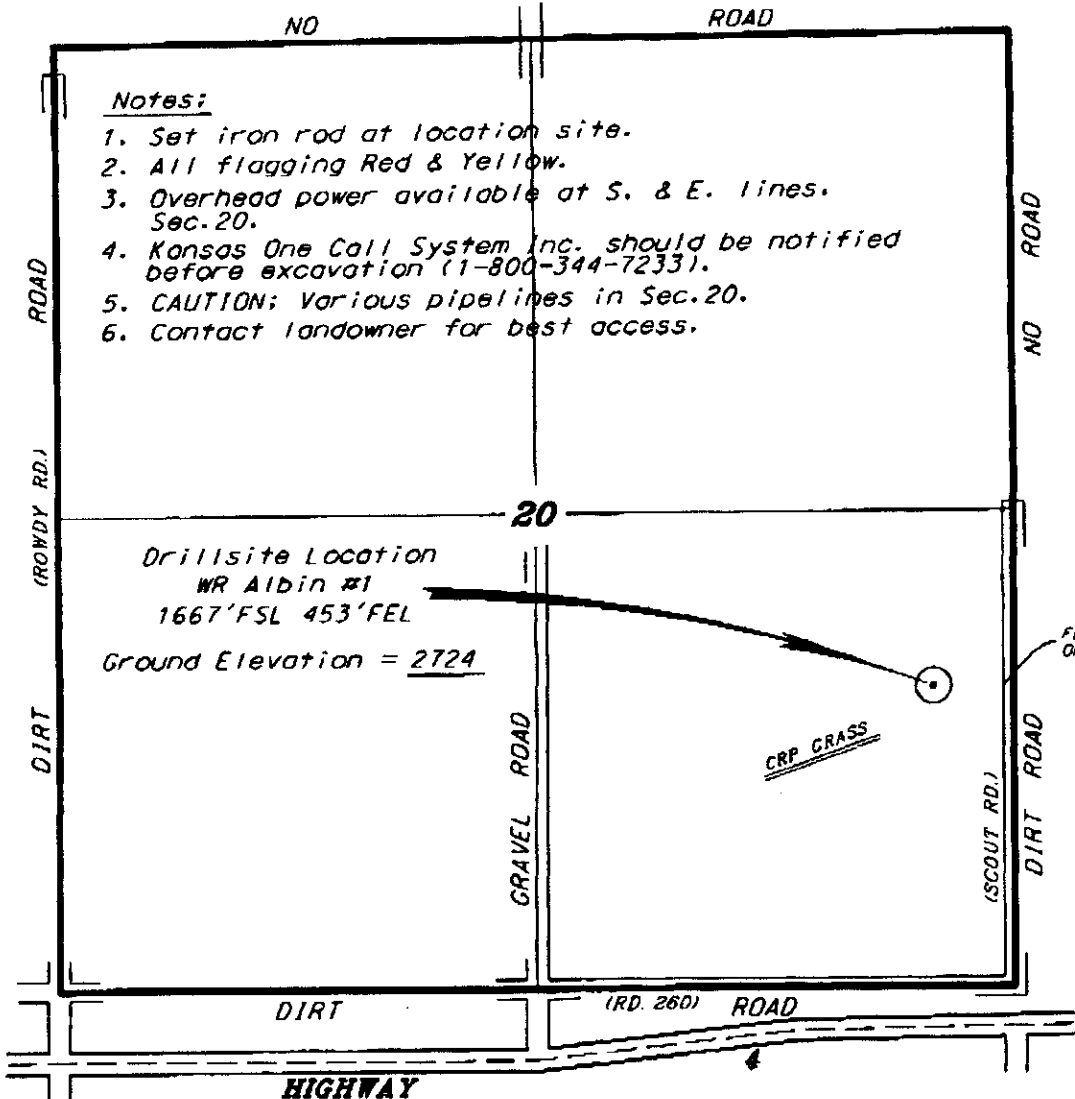 NO ROAD
Notes:
1. Set iron rod at location site.
2. All flagging Red & Yellow.
3. Overhead power available at S. & E. lines.
Sec.20.
4. Kansas One Call System Inc. should be notified
before excavation (1-800-344-7233).
5. CAUTION: Various pipelines in Sec.20.
6. Contact landowner for best access.
DIRT (ROWDY RD.) ROAD
NO ROAD
20
Drillsite Location
WR Albin #1
1667'FSL 453'FEL
Ground Elevation = 2724
GRAVEL ROAD
CRP GRASS
(SCOUT RD.)
DIRT ROAD
DIRT (RD. 260) ROAD
HIGHWAY 4